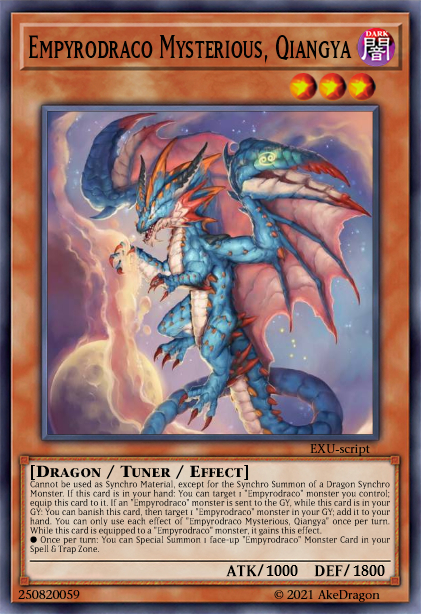 Empyrodraco Mysterious, Qiangya
DARK
闇
EXU-script
[Dragon / Tuner / Effect]
Cannot be used as Synchro Material, except for the Synchro Summon of a Dragon Synchro
Monster. If this card is in your hand: You can target 1 "Empyrodraco" monster you control;
equip this card to it. If an "Empyrodraco" monster is sent to the GY, while this card is in your
GY: You can banish this card, then target 1 "Empyrodraco" monster in your GY; add it to your
hand. You can only use each effect of "Empyrodraco Mysterious, Qiangya" once per turn.
While this card is equipped to a "Empyrodraco" monster, it gains this effect.
● Once per turn: You can Special Summon 1 face-up "Empyrodraco" Monster Card in your
Spell & Trap Zone.
ATK/1000 DEF/1800
250820059
© 2021 AkeDragon